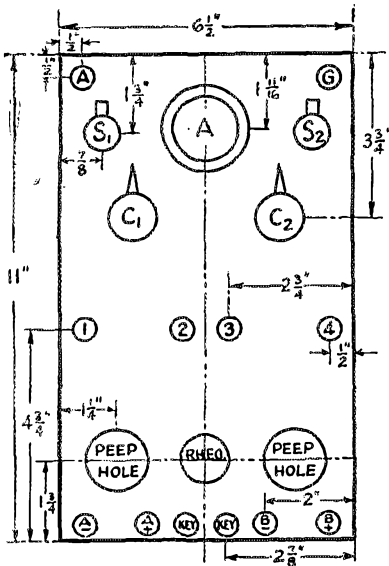 6 1/2"
1/2"
1/2"
A
G
1 3/4"
1 11/16"
A
S1
S2
3 3/4"
7/8
C1
C2
11"
2 3/4"
1
2
3
4
1/2"
4 3/4"
1 1/4"
PEEP HOLE
RHEO.
PEEP HOLE
1 3/4
2"
A-
A+
KEY
KEY
B-
B+
2 7/8"